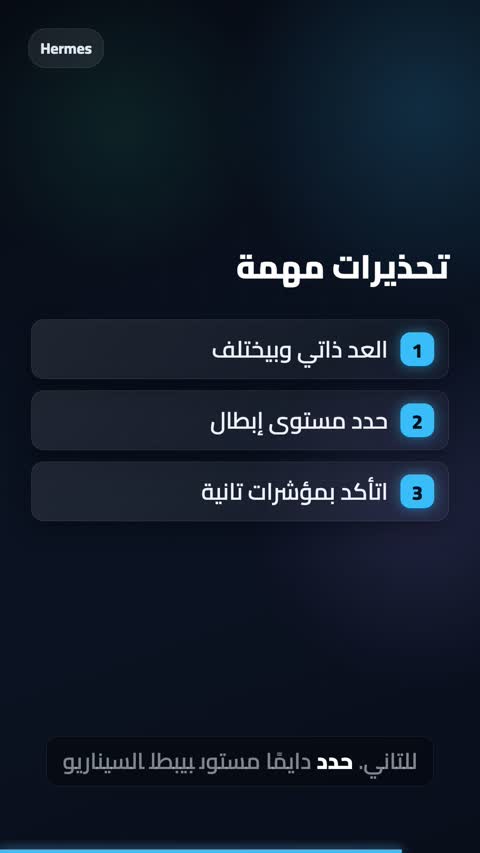 Hermes
تحذيرات مهمة
1 العد ذاتي وبيختلف
2 حدد مستوى إبطال
3 اتأكد بمؤشرات تانية
للتاني. حدد دايمًا مستوى بيبطل السيناريو